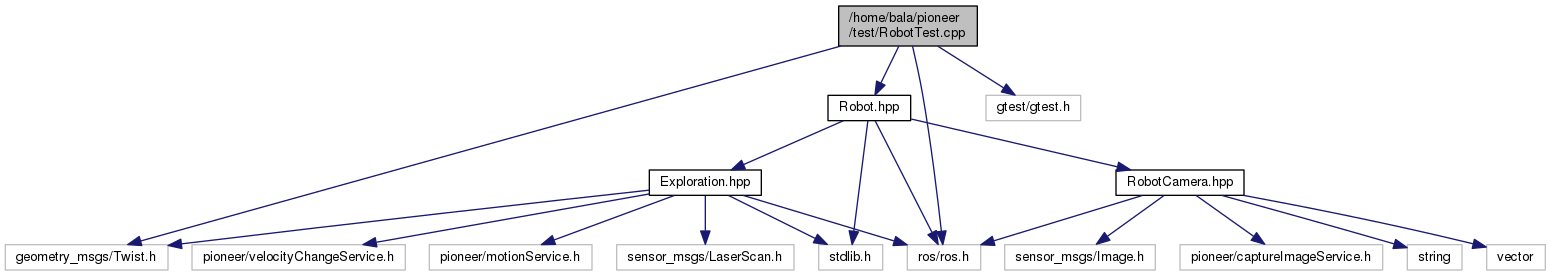 /home/bala/pioneer
/test/RobotTest.cpp
Robot.hpp
gtest/gtest.h
Exploration.hpp
RobotCamera.hpp
geometry_msgs/Twist.h
pioneer/velocityChangeService.h
pioneer/motionService.h
sensor_msgs/LaserScan.h
stdlib.h
ros/ros.h
sensor_msgs/Image.h
pioneer/captureImageService.h
string
vector